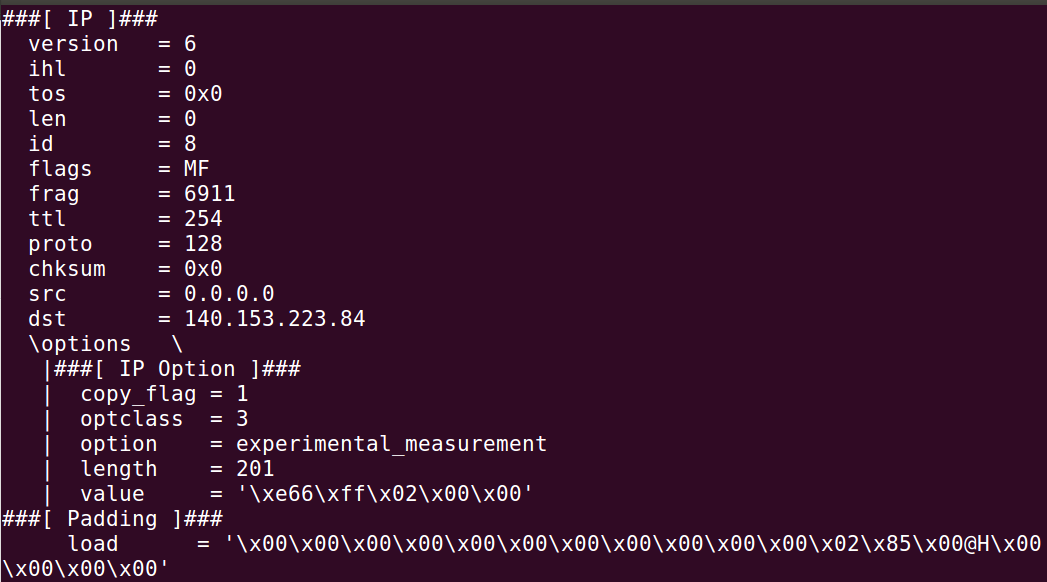 ###[ IP ]###
  version   = 6
  ihl       = 0
  tos       = 0x0
  len       = 0
  id        = 8
  flags     = MF
  frag      = 6911
  ttl       = 254
  proto     = 128
  chksum    = 0x0
  src       = 0.0.0.0
  dst       = 140.153.223.84
  \options   \
   |###[ IP Option ]###
   |  copy_flag = 1
   |  optclass  = 3
   |  option    = experimental_measurement
   |  length    = 201
   |  value     = '\xe66\xff\x02\x00\x00'
###[ Padding ]###
     load      = '\x00\x00\x00\x00\x00\x00\x00\x00\x00\x00\x00\x02\x85\x00@H\x00
\x00\x00\x00'